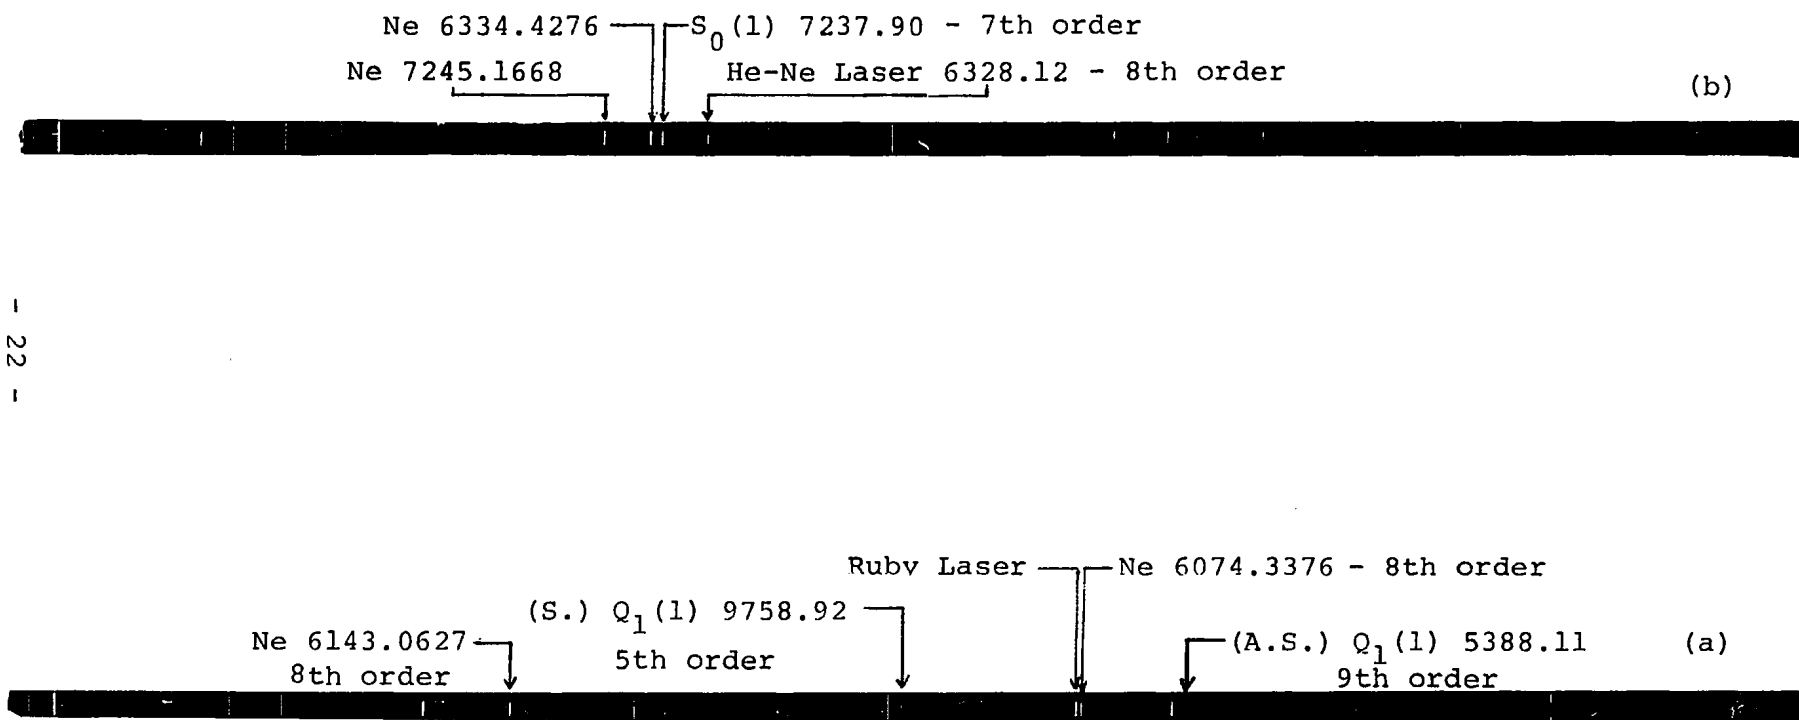 Ne 6334.4276 S0(1) 7237.90 - 7th order
Ne 7245.1668 He-Ne Laser 6328.12 - 8th order (b)
- 22 -
Rubv Laser Ne 6074.3376 - 8th order
(S.) Q1(1) 9758.92
5th order
Ne 6143.0627
8th order
(A.S.) Q1(1) 5388.11 (a)
9th order